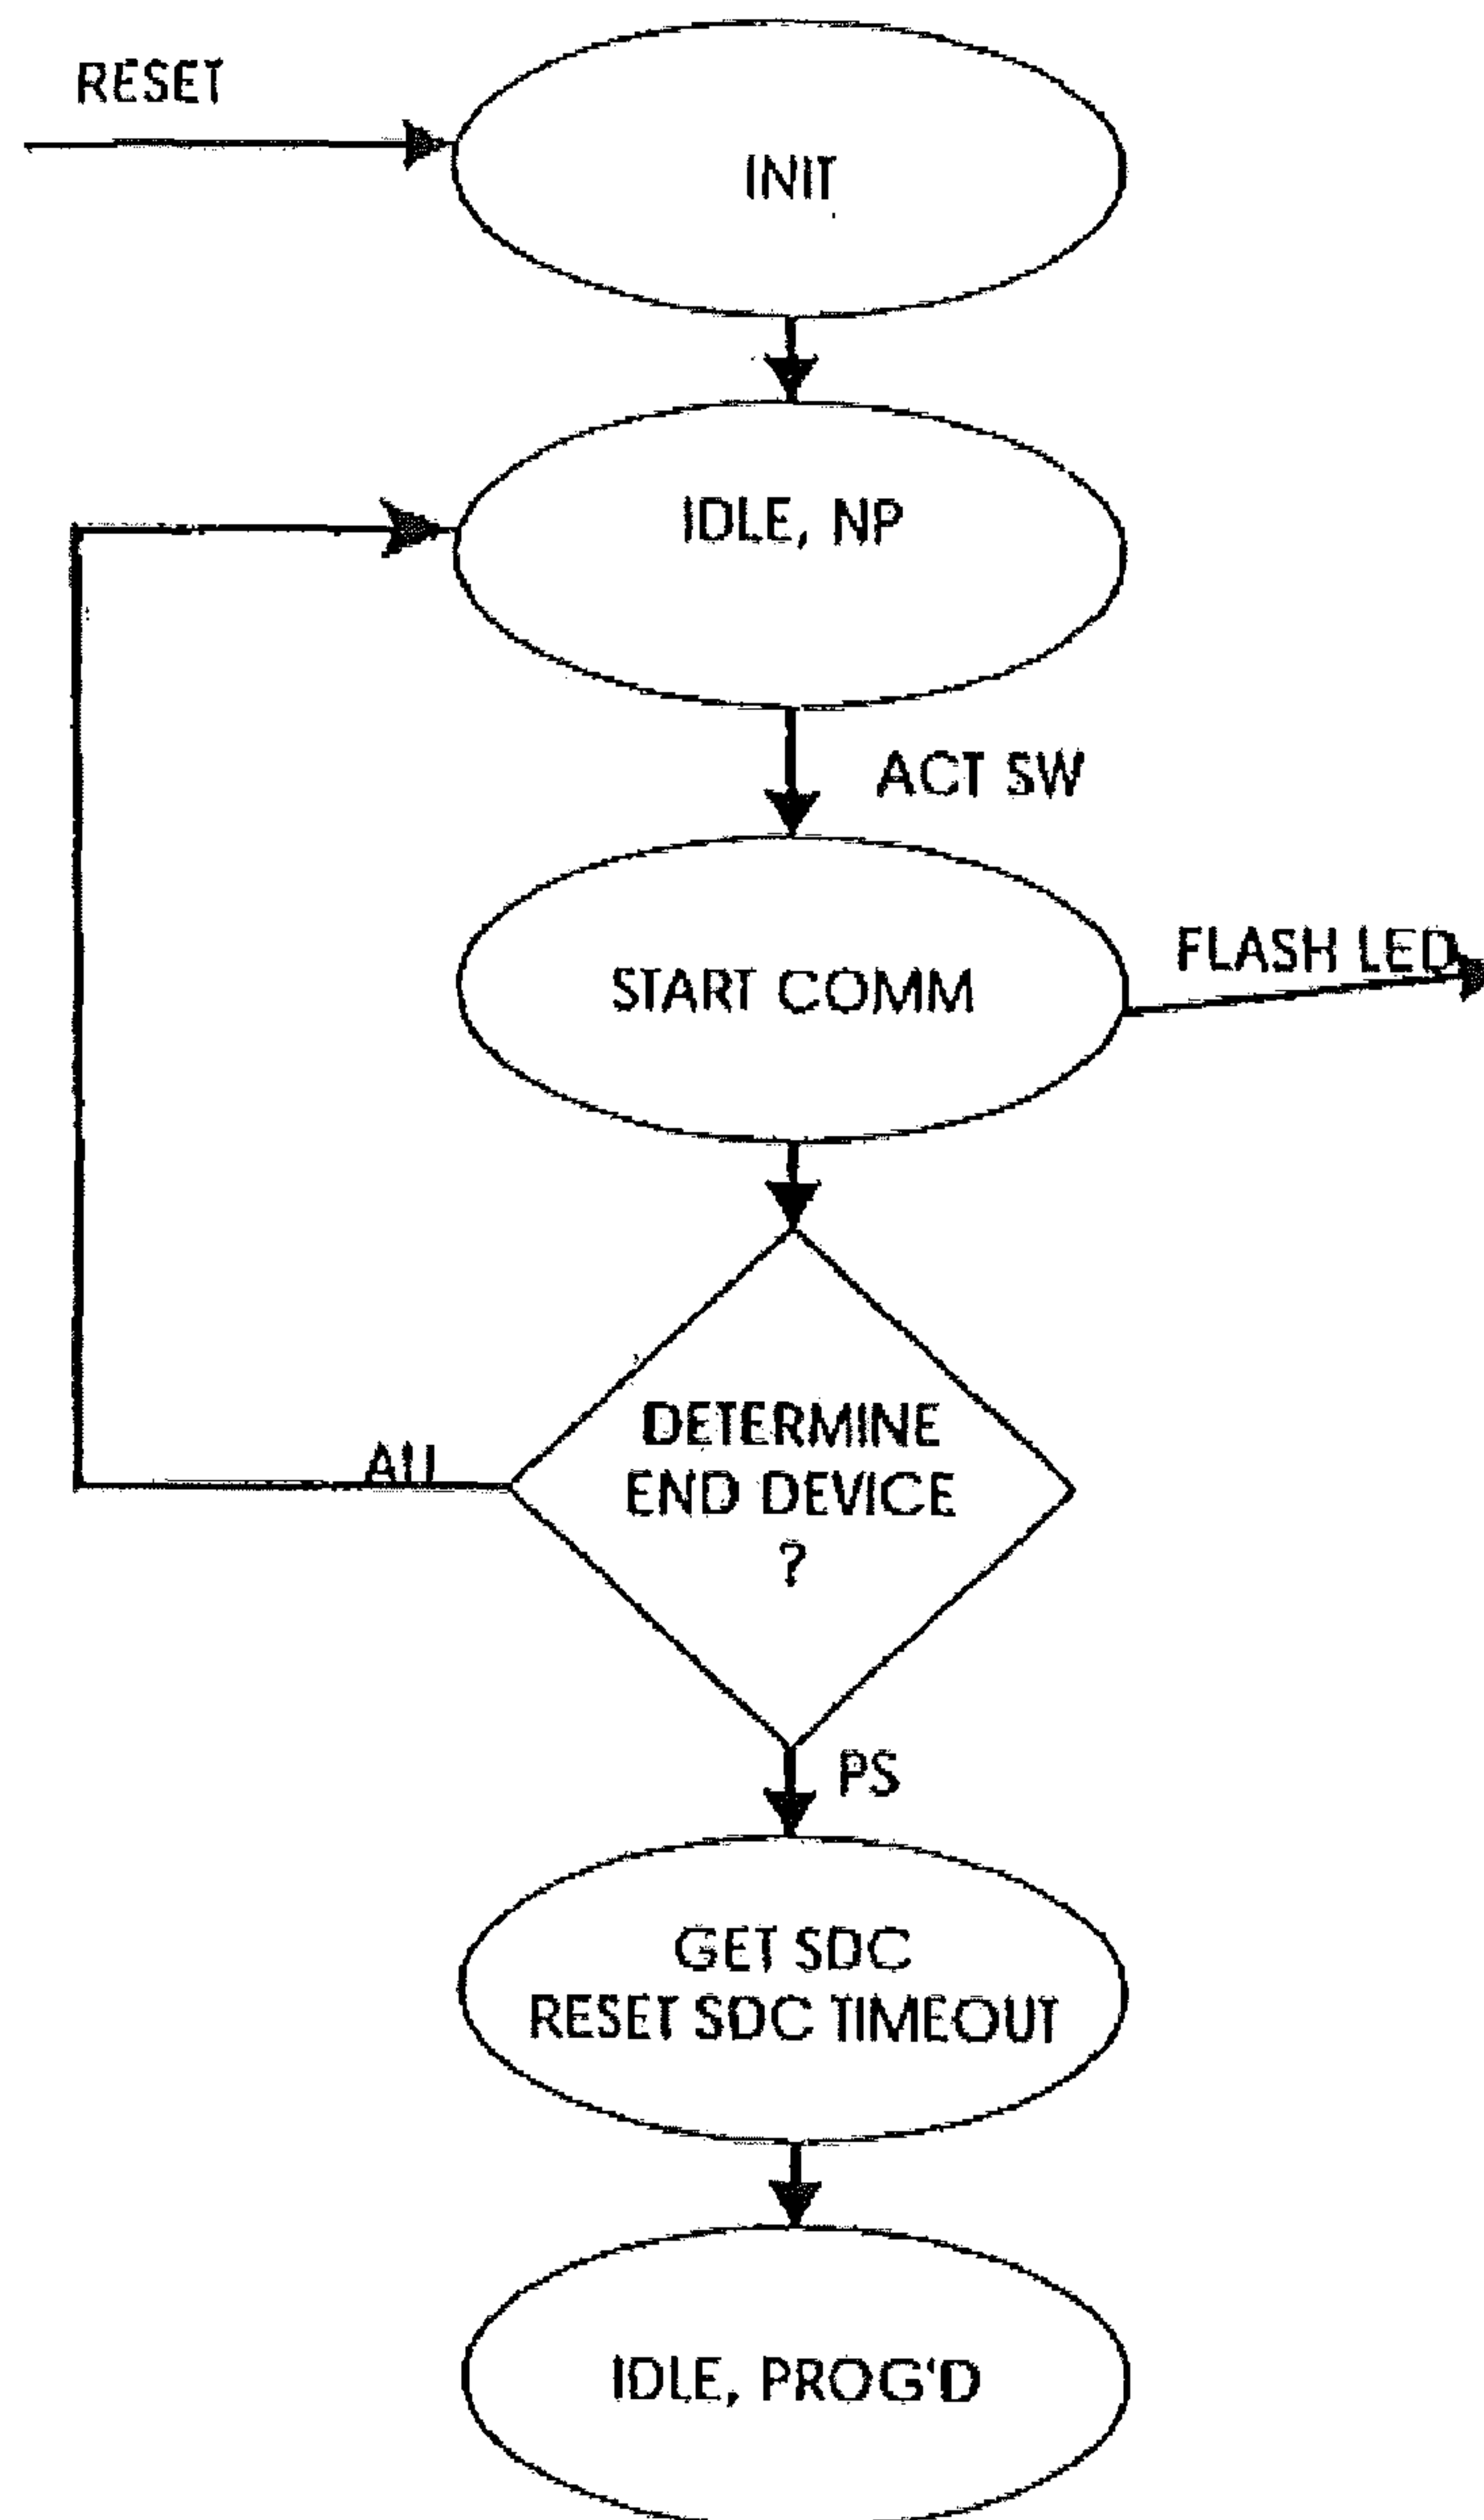 RESET
INIT
IDLE, NP
ACT SW
FLASH LED
START COMM
DETERMINE
END DEVICE
?
PS
GET SDC
RESET SDC TIMEOUT
IDLE, PROG'D